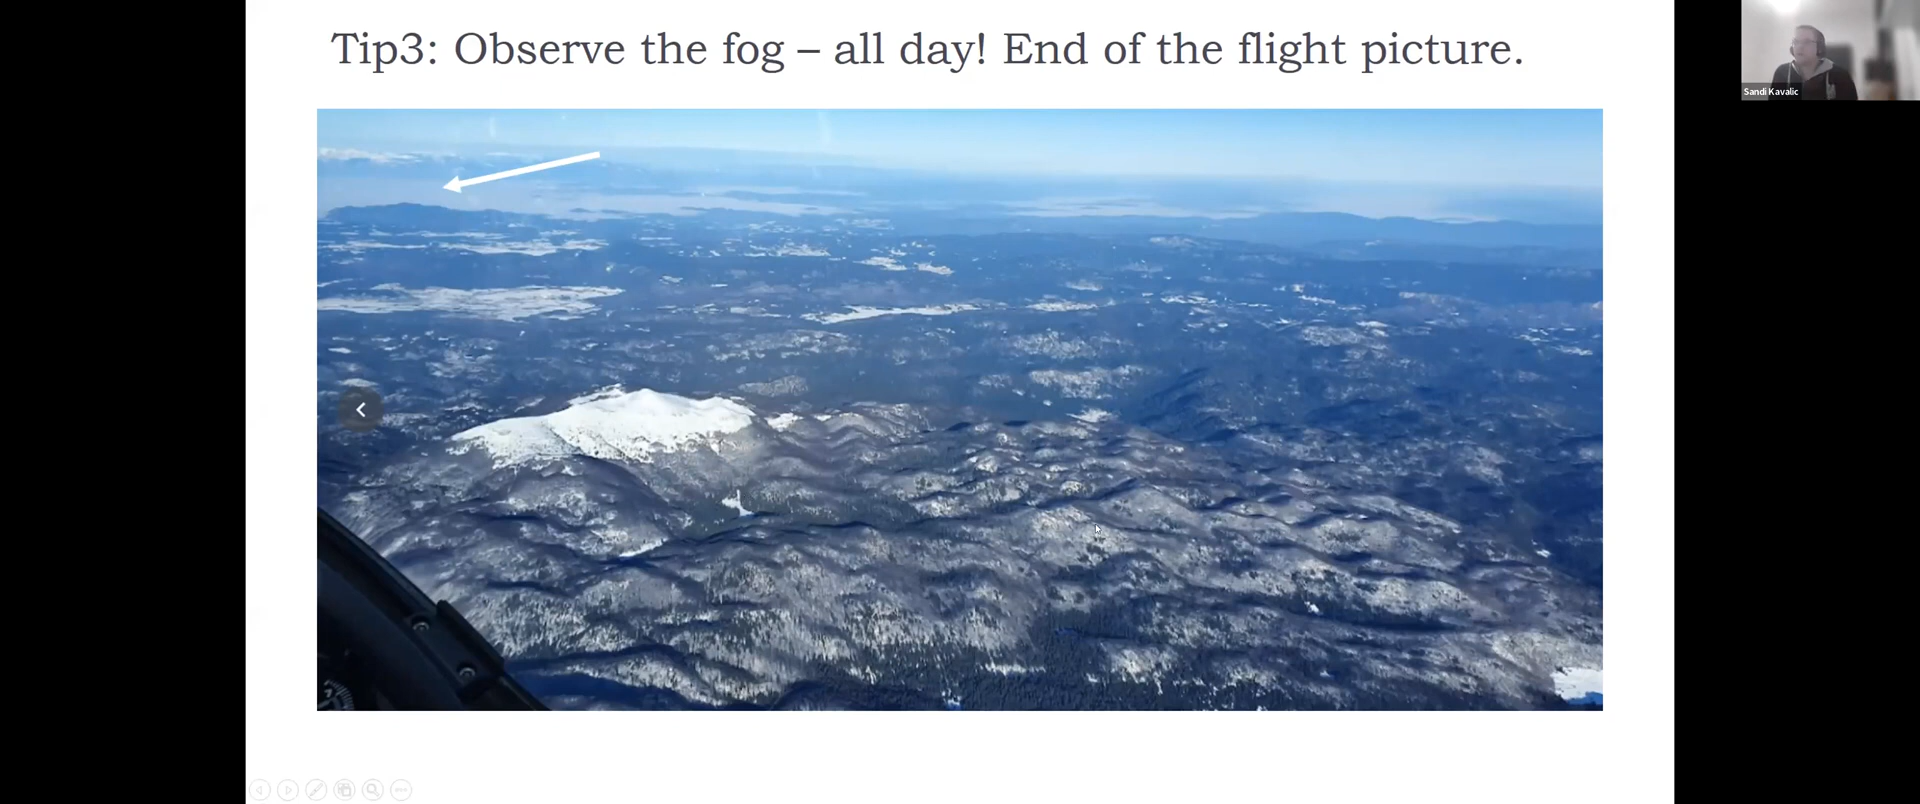 Tip3: Observe the fog – all day! End of the flight picture.
Sandi Kavalic